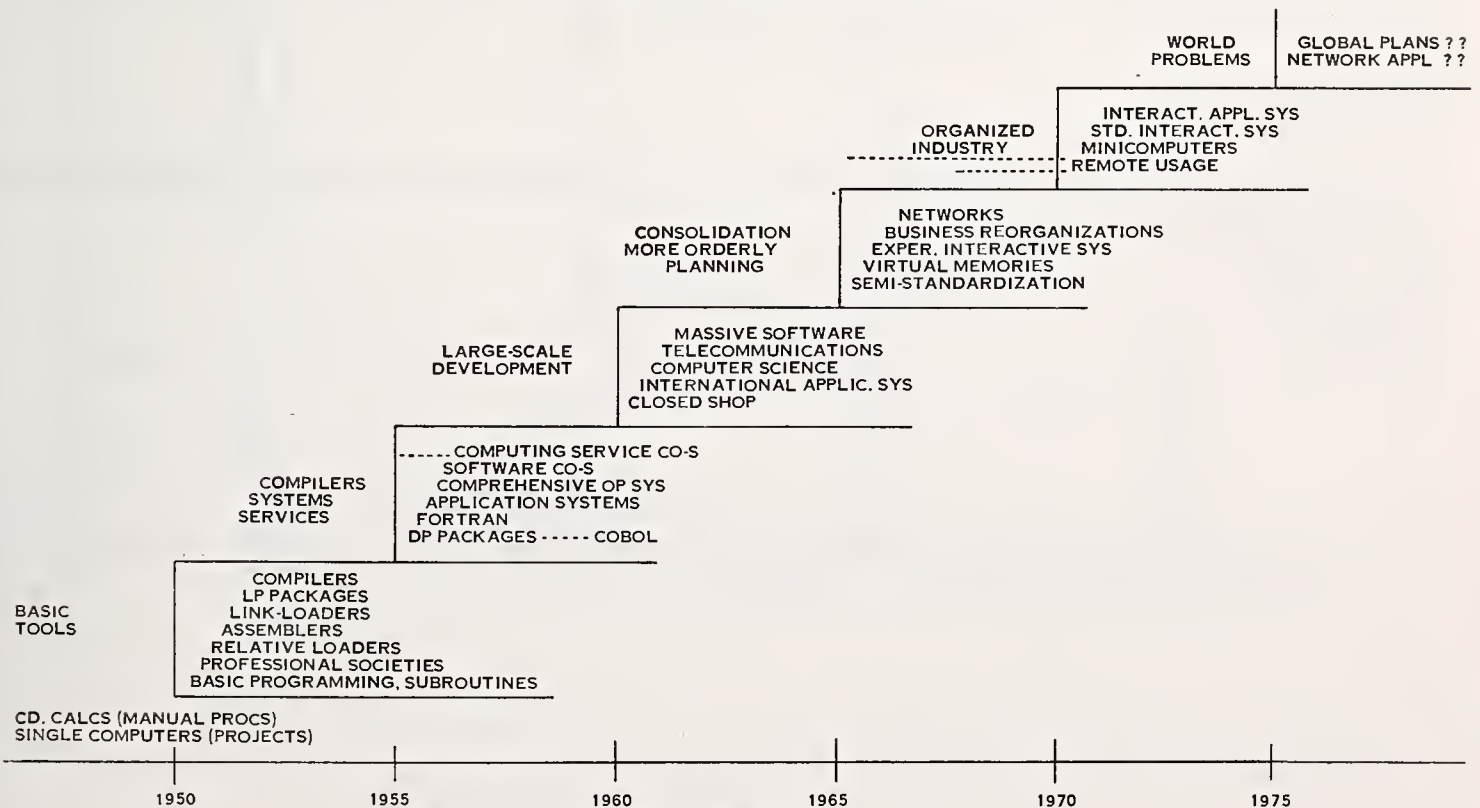 WORLD
PROBLEMS
GLOBAL PLANS ? ?
NETWORK APPL ? ?
ORGANIZED
INDUSTRY
INTERACT. APPL. SYS
STD. INTERACT. SYS
MINICOMPUTERS
REMOTE USAGE
CONSOLIDATION
MORE ORDERLY
PLANNING
NETWORKS
BUSINESS REORGANIZATIONS
EXPER. INTERACTIVE SYS
VIRTUAL MEMORIES
SEMI-STANDARDIZATION
LARGE-SCALE
DEVELOPMENT
MASSIVE SOFTWARE
TELECOMMUNICATIONS
COMPUTER SCIENCE
INTERNATIONAL APPLIC. SYS
CLOSED SHOP
COMPILERS
SYSTEMS
SERVICES
------COMPUTING SERVICE CO-S
SOFTWARE CO-S
COMPREHENSIVE OP SYS
APPLICATION SYSTEMS
FORTRAN
DP PACKAGES ----- COBOL
BASIC
TOOLS
COMPILERS
LP PACKAGES
LINK-LOADERS
ASSEMBLERS
RELATIVE LOADERS
PROFESSIONAL SOCIETIES
BASIC PROGRAMMING, SUBROUTINES
CD. CALCS (MANUAL PROCS)
SINGLE COMPUTERS (PROJECTS)
1950 1955 1960 1965 1970 1975